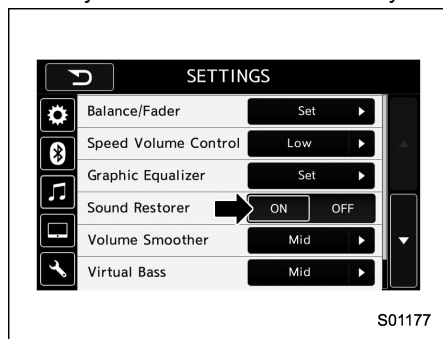 SETTINGS
Balance/Fader Set
Speed Volume Control Low
Graphic Equalizer Set
Sound Restorer ON OFF
Volume Smoother Mid
Virtual Bass Mid
S01177